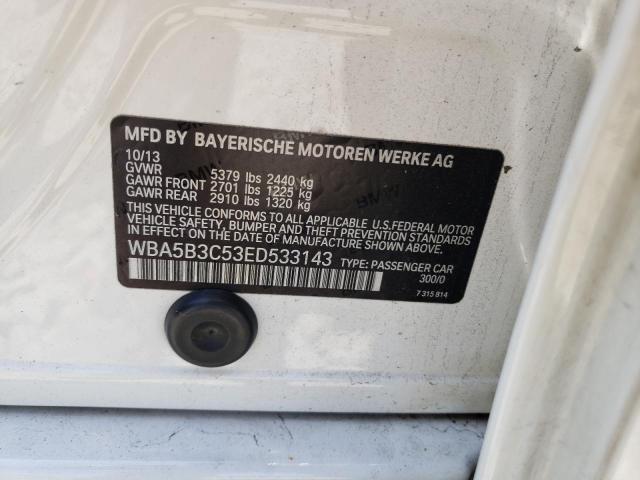 MFD BY BAYERISCHE MOTOREN WERKE AG
10/13
GVWR 5379 lbs 2440 kg
GAWR FRONT 2701 lbs 1225 kg
GAWR REAR 2910 lbs 1320 kg
THIS VEHICLE CONFORMS TO ALL APPLICABLE U.S.FEDERAL MOTOR
VEHICLE SAFETY, BUMPER AND THEFT PREVENTION STANDARDS
IN EFFECT ON THE DATE OF MANUFACTURE SHOWN ABOVE.
WBA5B3C53ED533143 TYPE: PASSENGER CAR
300/0
7 315 814